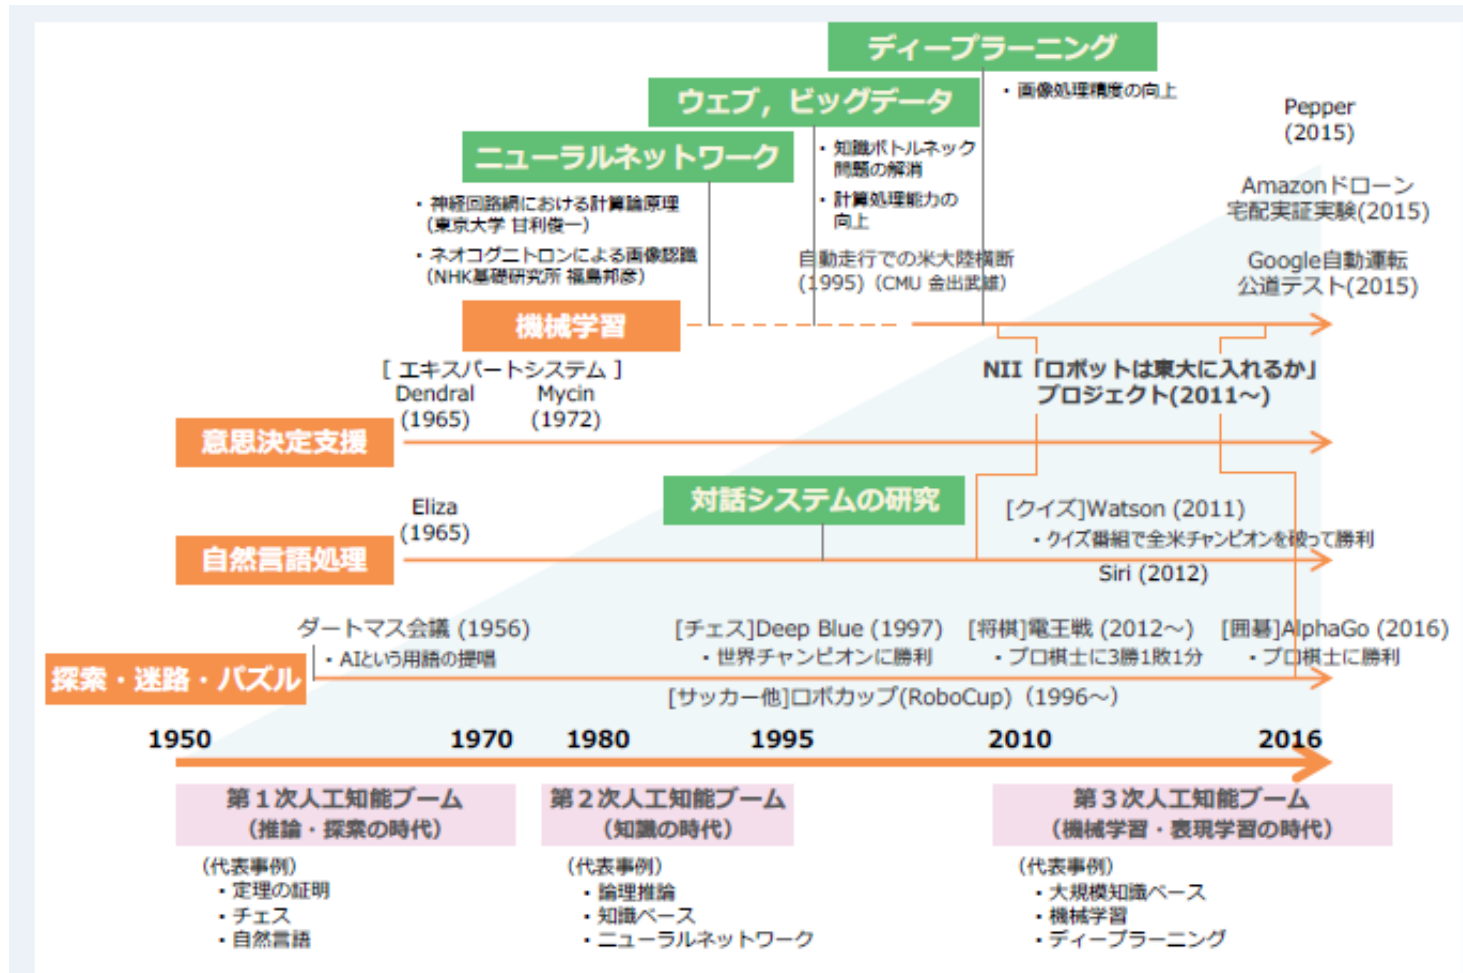 ディープラーニング
・画像処理精度の向上
ウェブ，ビッグデータ
・知識ボトルネック
問題の解消
・計算処理能力の
向上
ニューラルネットワーク
・神経回路網における計算論原理
（東京大学 甘利俊一）
・ネオコグニトロンによる画像認識
（NHK基礎研究所 福島邦彦）
自動走行での米大陸横断
(1995)（CMU 金出武雄）
Pepper
(2015)
Amazonドローン
宅配実証実験(2015)
Google自動運転
公道テスト(2015)
機械学習
[ エキスパートシステム ]
Dendral
(1965)
Mycin
(1972)
NII「ロボットは東大に入れるか」
プロジェクト(2011～)
意思決定支援
Eliza
(1965)
対話システムの研究
[クイズ]Watson (2011)
・クイズ番組で全米チャンピオンを破って勝利
自然言語処理
Siri (2012)
ダートマス会議 (1956)
・AIという用語の提唱
[チェス]Deep Blue (1997)
・世界チャンピオンに勝利
[将棋]電王戦 (2012～)
・プロ棋士に3勝1敗1分
[囲碁]AlphaGo (2016)
・プロ棋士に勝利
探索・迷路・パズル
[サッカー他]ロボカップ(RoboCup)（1996～）
1950
1970
1980
1995
2010
2016
第１次人工知能ブーム
（推論・探索の時代）
（代表事例）
・定理の証明
・チェス
・自然言語
第２次人工知能ブーム
（知識の時代）
（代表事例）
・論理推論
・知識ベース
・ニューラルネットワーク
第３次人工知能ブーム
（機械学習・表現学習の時代）
（代表事例）
・大規模知識ベース
・機械学習
・ディープラーニング